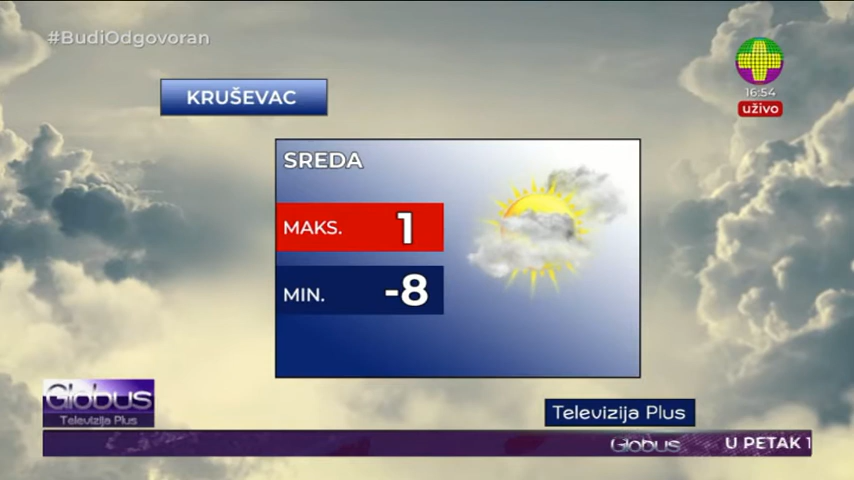 #BudiOdgovoran
16:54
uživo
KRUŠEVAC
SREDA
MAKS. 1
MIN. -8
Globus
Televizija Plus
Televizija Plus
Globus U PETAK 1